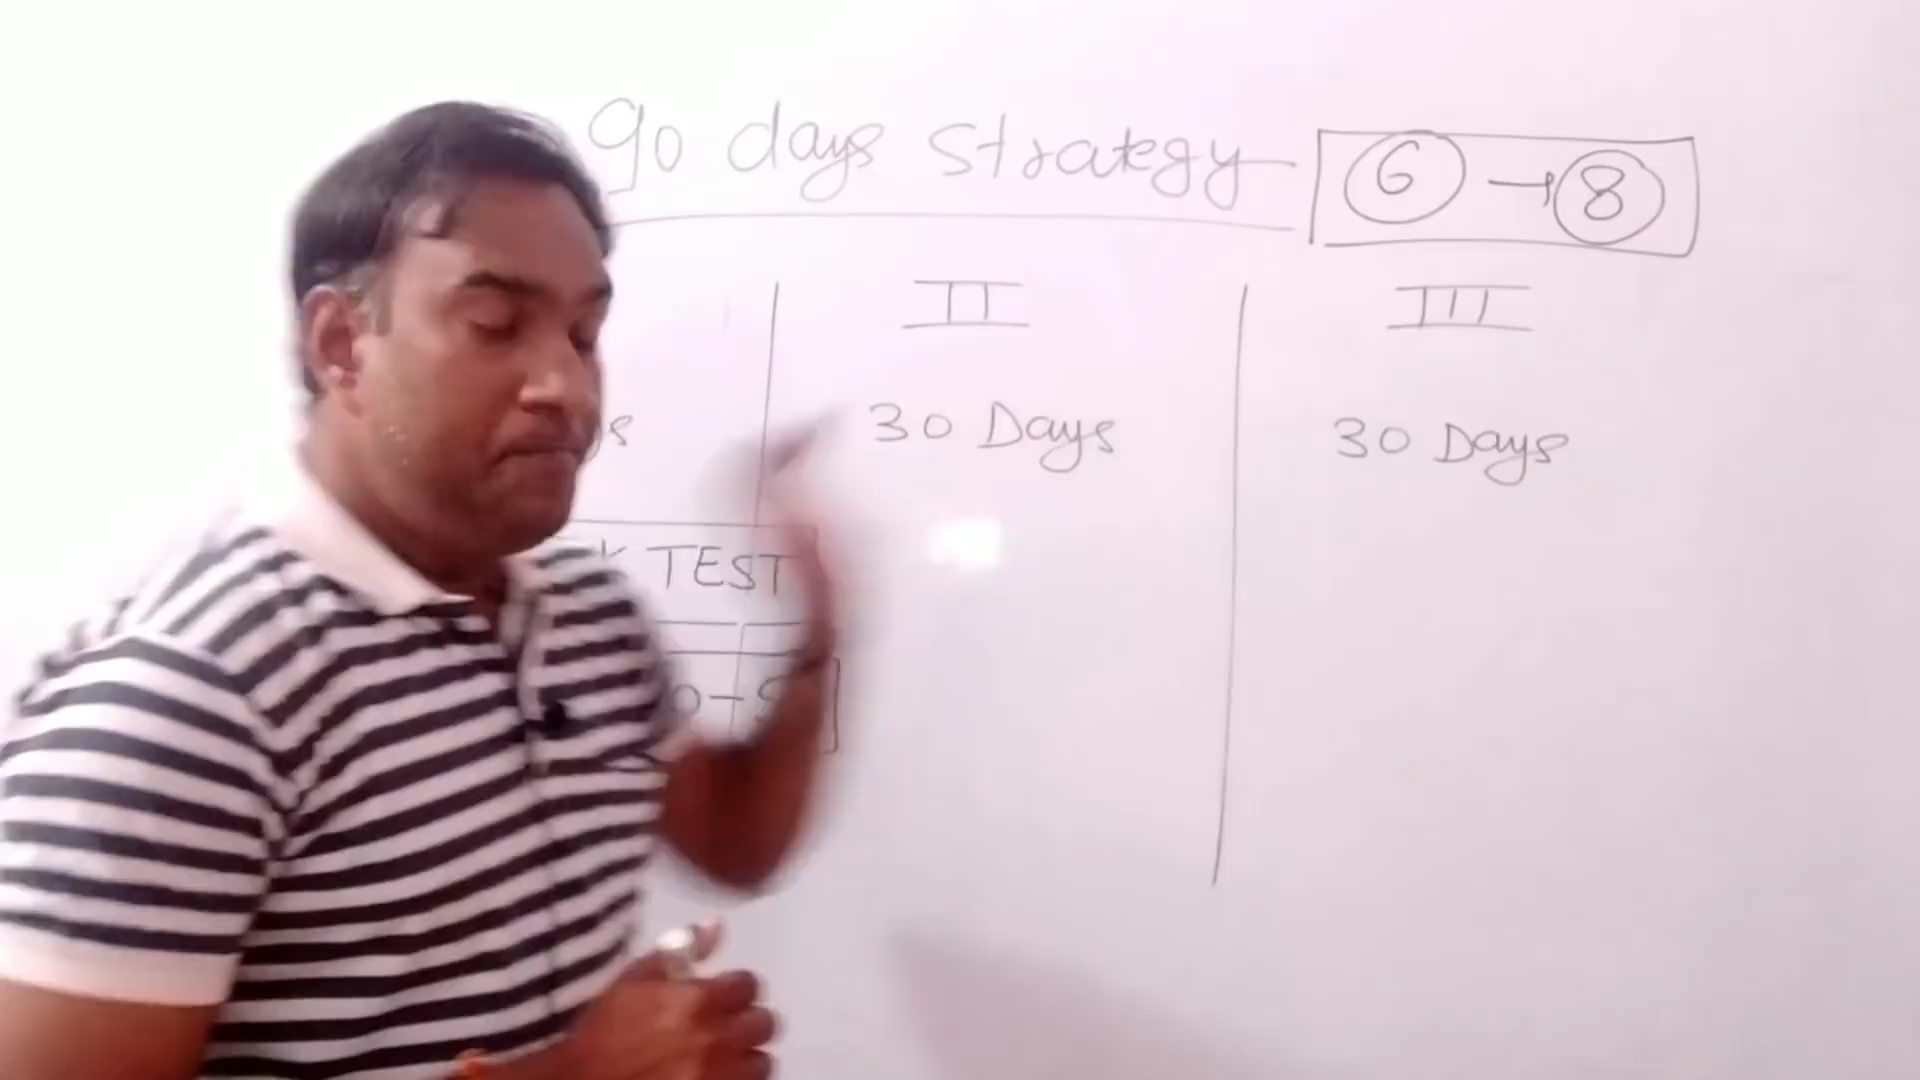 90 days strategy 6 → 8
II III
30 Days 30 Days
TEST